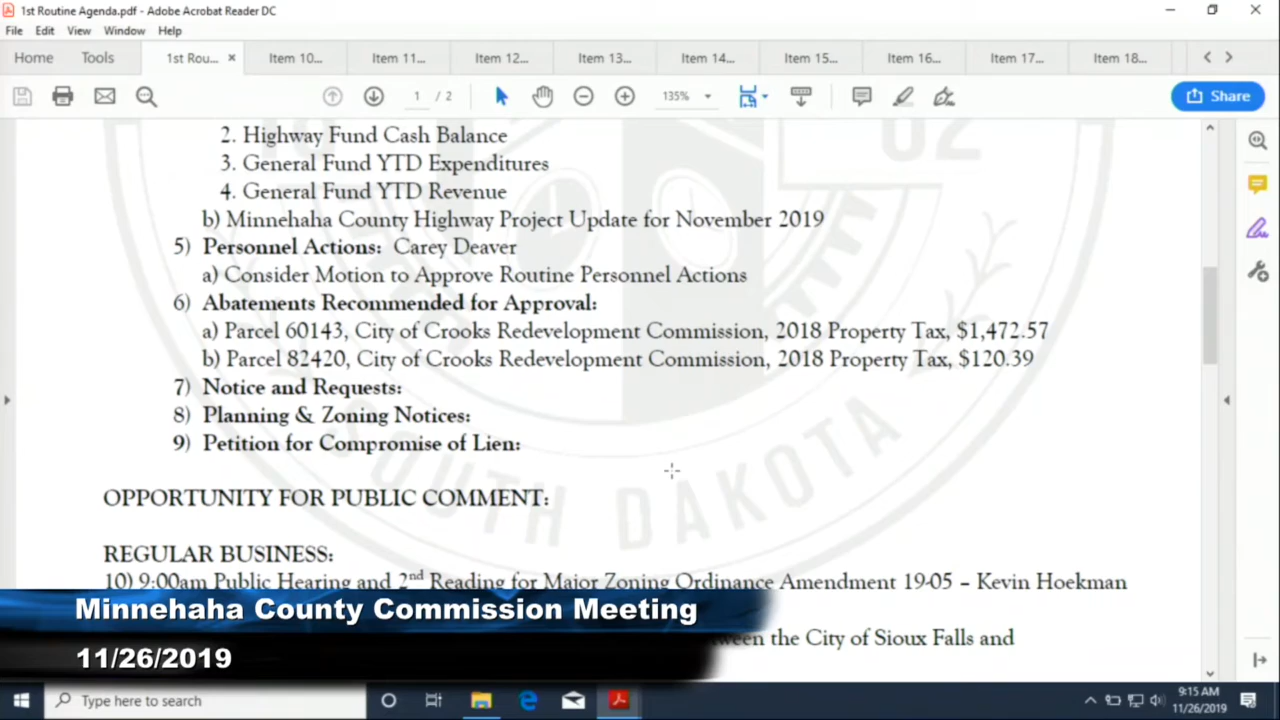 1st Routine Agenda.pdf - Adobe Acrobat Reader DC
File Edit View Window Help
Home Tools 1st Rou... × Item 10... Item 11... Item 12... Item 13... Item 14... Item 15... Item 16... Item 17... Item 18...
1 / 2 135% Share
2. Highway Fund Cash Balance
3. General Fund YTD Expenditures
4. General Fund YTD Revenue
b) Minnehaha County Highway Project Update for November 2019
5) Personnel Actions: Carey Deaver
a) Consider Motion to Approve Routine Personnel Actions
6) Abatements Recommended for Approval:
a) Parcel 60143, City of Crooks Redevelopment Commission, 2018 Property Tax, $1,472.57
b) Parcel 82420, City of Crooks Redevelopment Commission, 2018 Property Tax, $120.39
7) Notice and Requests:
8) Planning & Zoning Notices:
9) Petition for Compromise of Lien:
SOUTH DAKOTA
OPPORTUNITY FOR PUBLIC COMMENT:
REGULAR BUSINESS:
10) 9:00am Public Hearing and 2nd Reading for Major Zoning Ordinance Amendment 19-05 – Kevin Hoekman
Minnehaha County Commission Meeting
the City of Sioux Falls and
11/26/2019
Type here to search
9:15 AM
11/26/2019